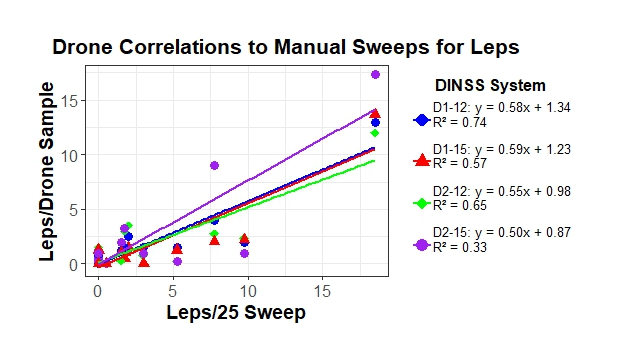 Drone Correlations to Manual Sweeps for Leps
Leps/Drone Sample
15
10
5
0
0
5
10
15
Leps/25 Sweep
DINSS System
D1-12: y = 0.58x + 1.34
R² = 0.74
D1-15: y = 0.59x + 1.23
R² = 0.57
D2-12: y = 0.55x + 0.98
R² = 0.65
D2-15: y = 0.50x + 0.87
R² = 0.33